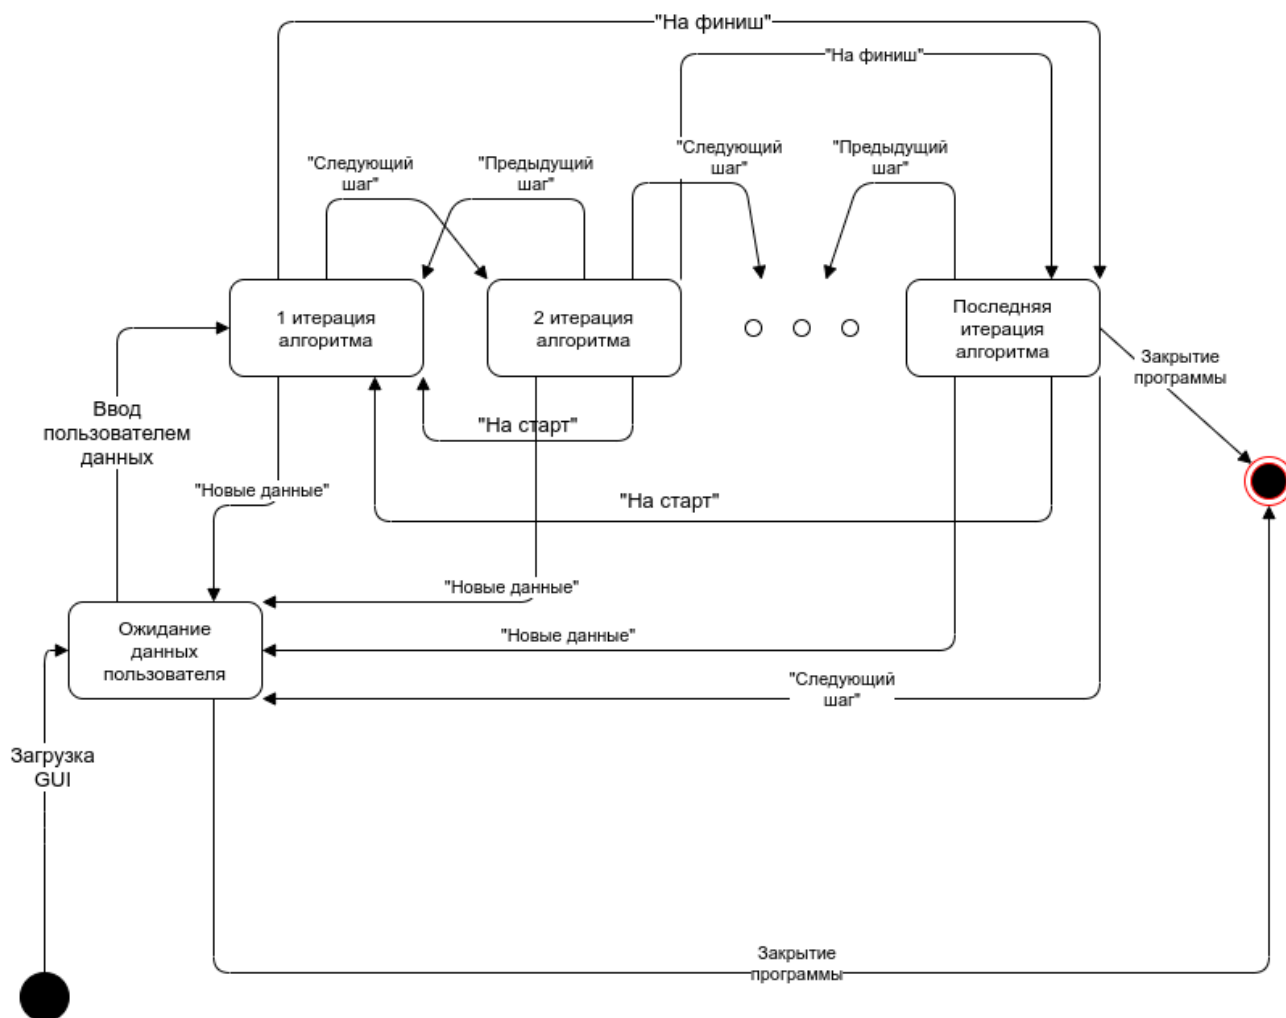 "На финиш"
"На финиш"
"Следующий
шаг"
"Предыдущий
шаг"
"Следующий
шаг"
"Предыдущий
шаг"
1 итерация
алгоритма
2 итерация
алгоритма
Последняя
итерация
алгоритма
Закрытие
программы
Ввод
пользователем
данных
"На старт"
"Новые данные"
"На старт"
"Новые данные"
Ожидание
данных
пользователя
"Новые данные"
"Следующий
шаг"
Загрузка
GUI
Закрытие
программы